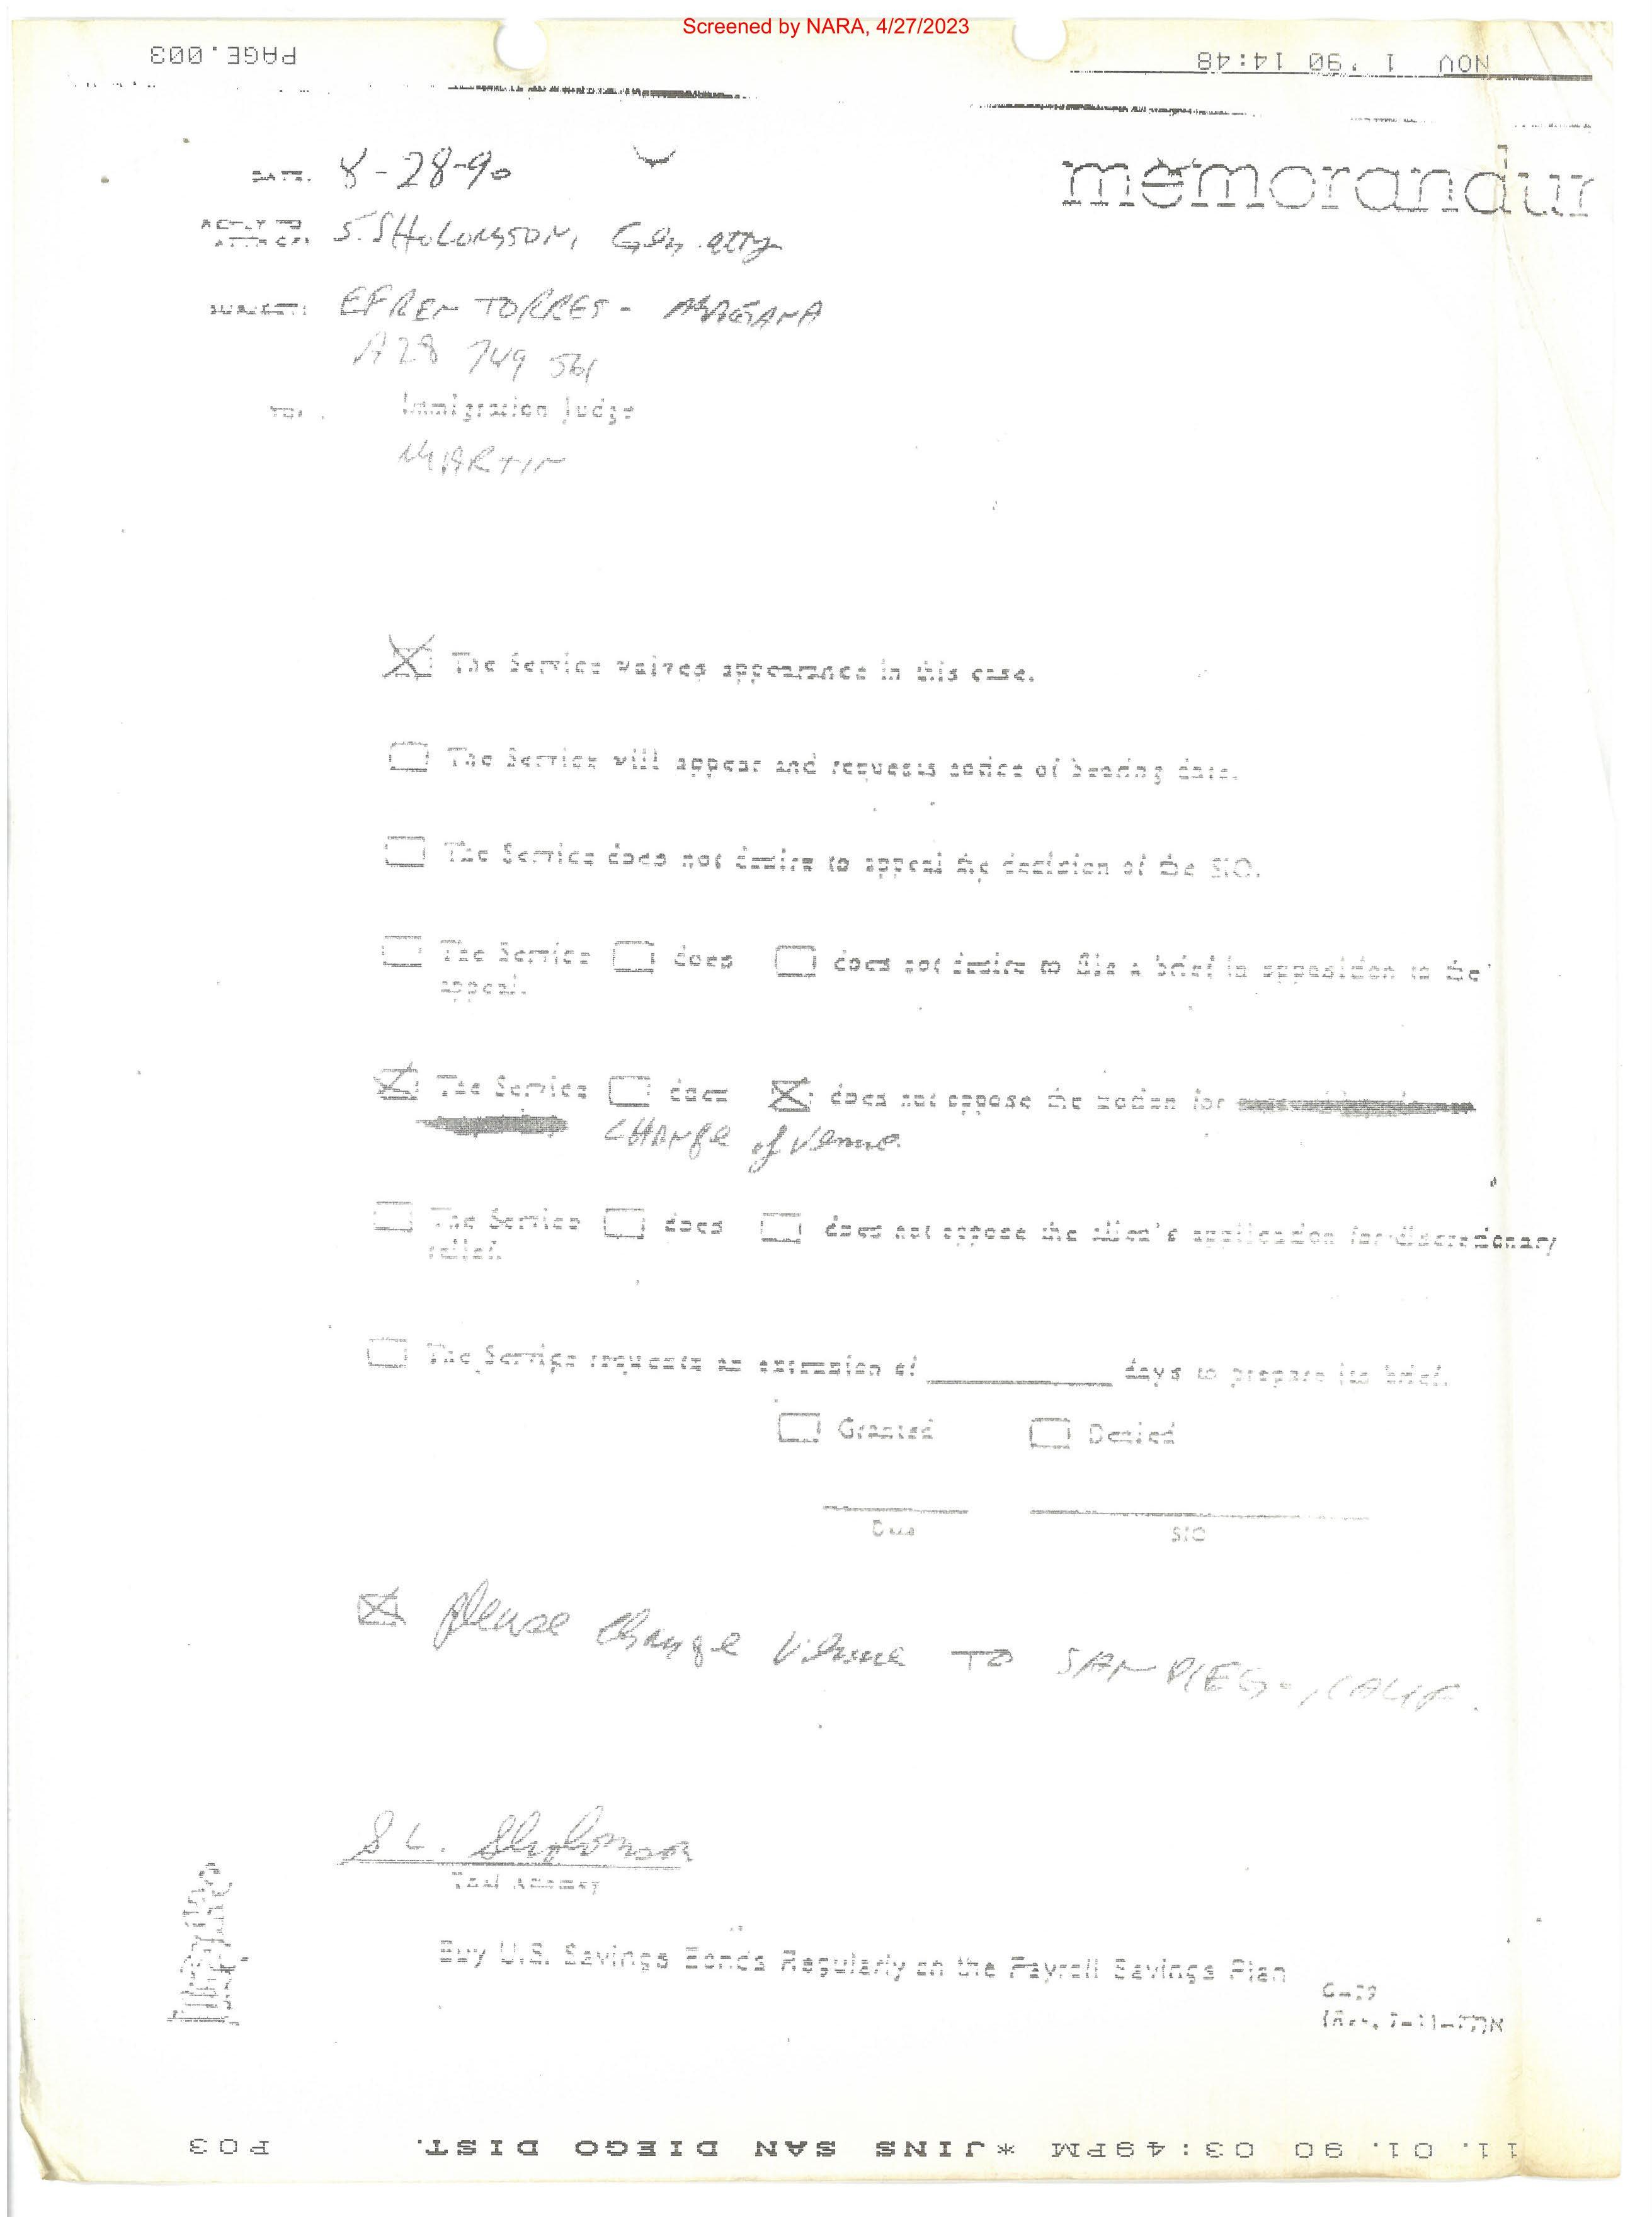 Screened by NARA, 4/27/2023
PAGE.003 NOV 1 '90 14:48
memorandum
DATE: 8-28-90
REPLY TO
ATTN OF: S. SHOLOMSON, Gen. atty
SUBJECT: EFREN TORRES - MAGANA
A28 749 561
TO: Immigration Judge
MARTIN
The Service waives appearance in this case.
The Service will appear and requests notice of hearing date.
The Service does not desire to appeal the decision of the SIO.
The Service does does not desire to file a brief in opposition to the
appeal.
The Service does does not oppose the motion for
CHANGE of Venue.
The Service does does not oppose the alien's application for discretionary
relief.
The Service requests an extension of days to prepare its brief.
Granted Denied
Date SIO
please change Venue TO SAN DIEGO, CALIF.
S L. Sholomson
Trial Attorney
Buy U.S. Savings Bonds Regularly on the Payroll Savings Plan
(Rev. 7-11-77)N
11. 01. 90 03:49PM *JINS SAN DIEGO DIST. P03